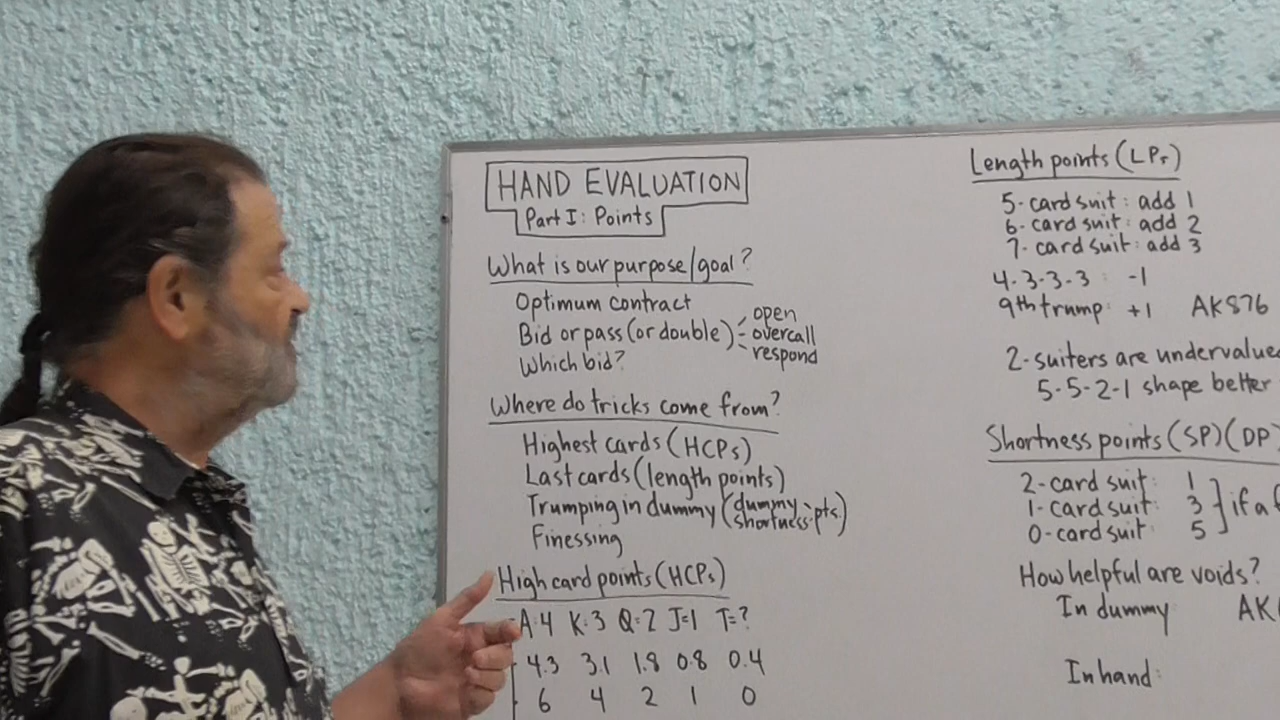 HAND EVALUATION
Part I: Points
What is our purpose/goal?
Optimum contract
Bid or pass (or double)
open
overcall
respond
Which bid?
Where do tricks come from?
Highest cards (HCPs)
Last cards (length points)
Trumping in dummy (dummy shortness pts.)
Finessing
High card points (HCPs)
A=4 K=3 Q=2 J=1 T=?
4.3 3.1 1.8 0.8 0.4
6 4 2 1 0
Length points (LPs)
5-card suit: add 1
6-card suit: add 2
7-card suit: add 3
4-3-3-3: -1
9th trump: +1 AK876
2-suiters are
5-5-2-1 shape better
Shortness points (SP) (DP)
2-card suit: 1
1-card suit: 3
0-card suit: 5
if a
How helpful are voids?
In dummy AK
In hand: